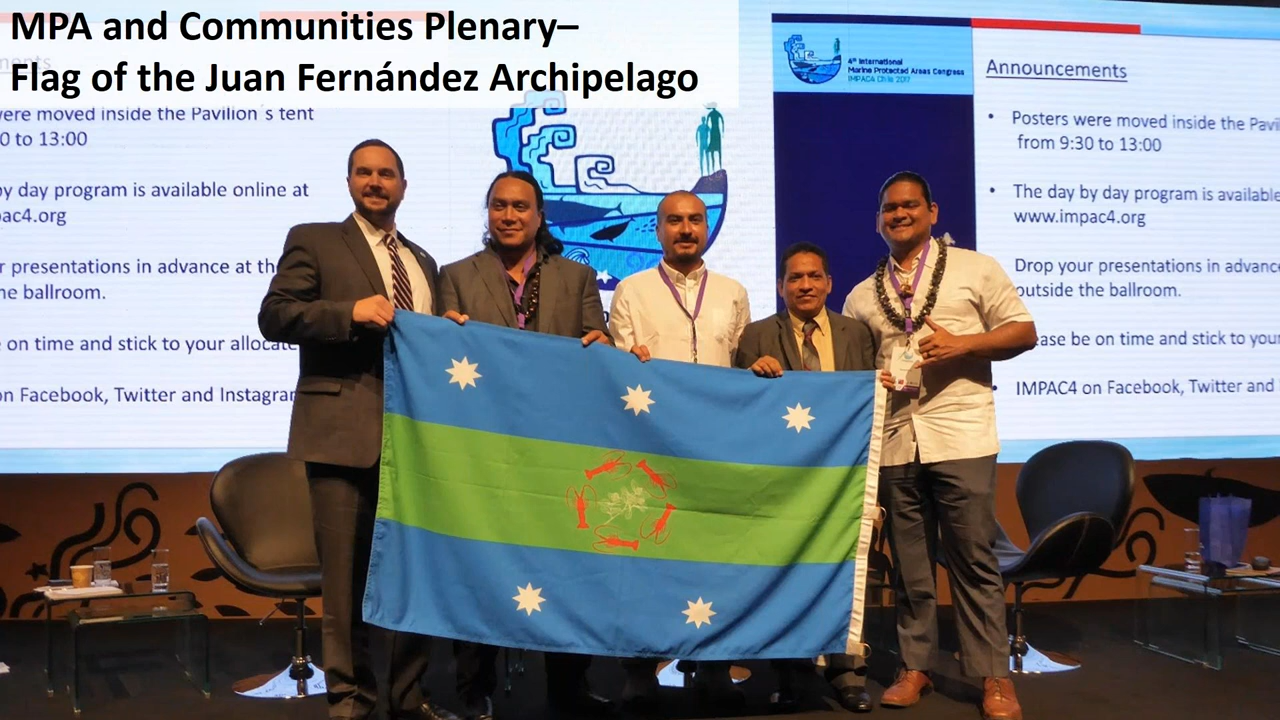 MPA and Communities Plenary–
Flag of the Juan Fernández Archipelago
were moved inside the Pavilion´s tent
0 to 13:00
by day program is available online at
pac4.org
r presentations in advance at the
ne ballroom.
e on time and stick to your allocate
on Facebook, Twitter and Instagram
4th International
Marine Protected Areas Congress
IMPAC4 Chile 2017
Announcements
• Posters were moved inside the Pavi
from 9:30 to 13:00
• The day by day program is available
www.impac4.org
Drop your presentations in advance
outside the ballroom.
ease be on time and stick to your
• IMPAC4 on Facebook, Twitter and